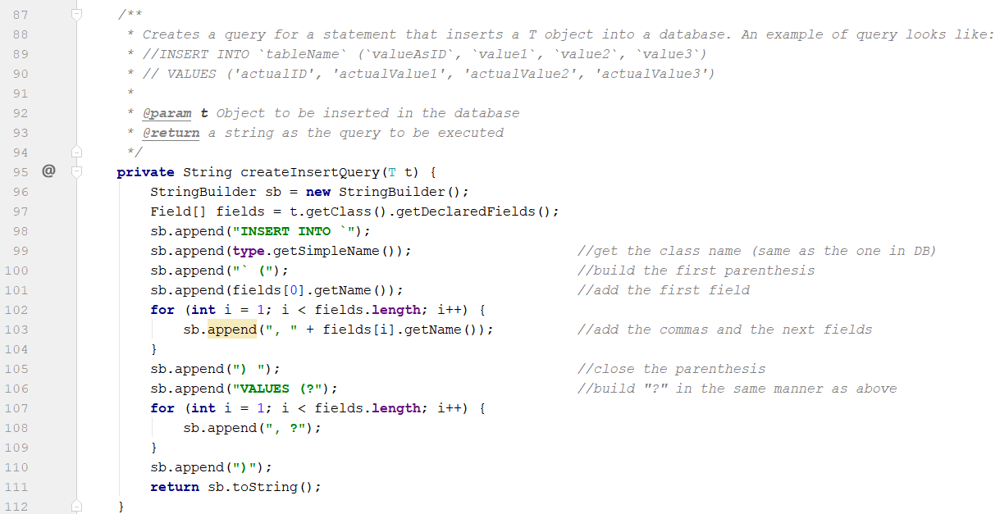 87 /**
88 * Creates a query for a statement that inserts a T object into a database. An example of query looks like:
89 * //INSERT INTO `tableName` (`valueAsID`, `value1`, `value2`, `value3`)
90 * // VALUES ('actualID', 'actualValue1', 'actualValue2', 'actualValue3')
91 *
92 * @param t Object to be inserted in the database
93 * @return a string as the query to be executed
94 */
95 @ private String createInsertQuery(T t) {
96 StringBuilder sb = new StringBuilder();
97 Field[] fields = t.getClass().getDeclaredFields();
98 sb.append("INSERT INTO `");
99 sb.append(type.getSimpleName()); //get the class name (same as the one in DB)
100 sb.append("` ("); //build the first parenthesis
101 sb.append(fields[0].getName()); //add the first field
102 for (int i = 1; i < fields.length; i++) {
103 sb.append(", " + fields[i].getName()); //add the commas and the next fields
104 }
105 sb.append(") "); //close the parenthesis
106 sb.append("VALUES (?"); //build "?" in the same manner as above
107 for (int i = 1; i < fields.length; i++) {
108 sb.append(", ?");
109 }
110 sb.append(")");
111 return sb.toString();
112 }